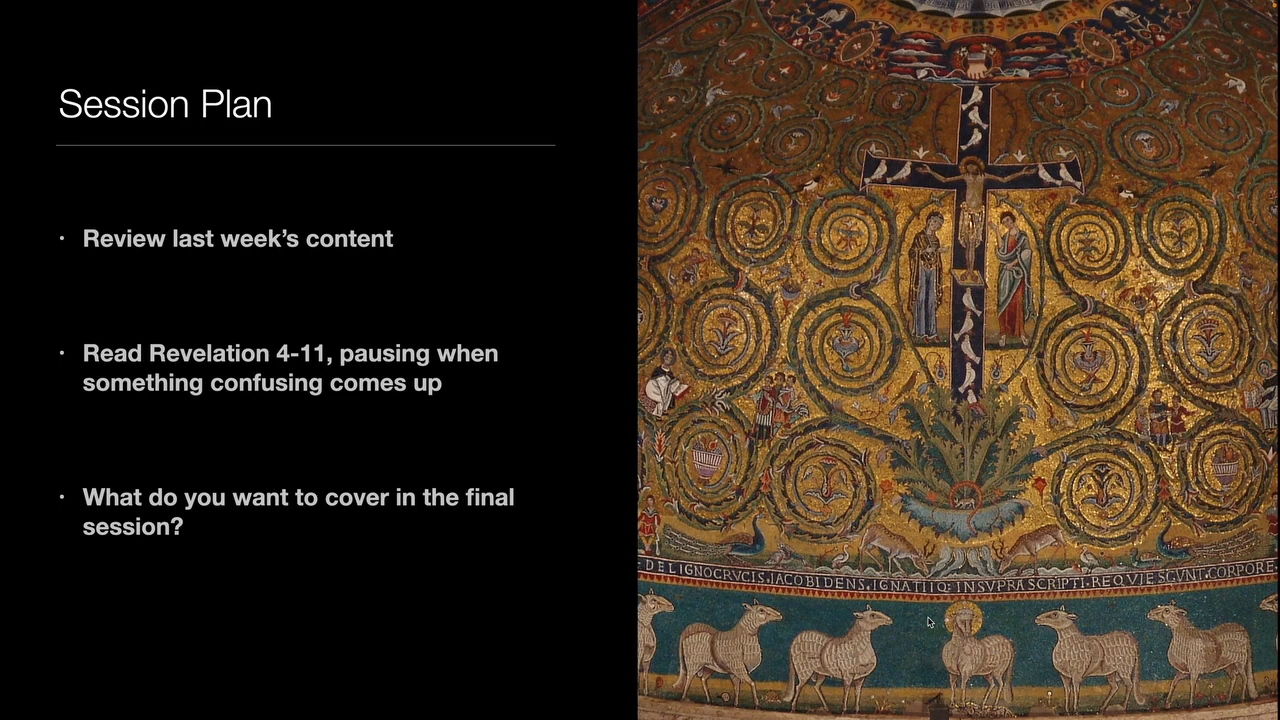 Session Plan
· Review last week’s content
· Read Revelation 4-11, pausing when
something confusing comes up
· What do you want to cover in the final
session?
DELIGNOCRVCIS·IACOBIDENS·IGNATIIQ·INSVPRASCRIPTI·REQVIESCVNT·CORPORE